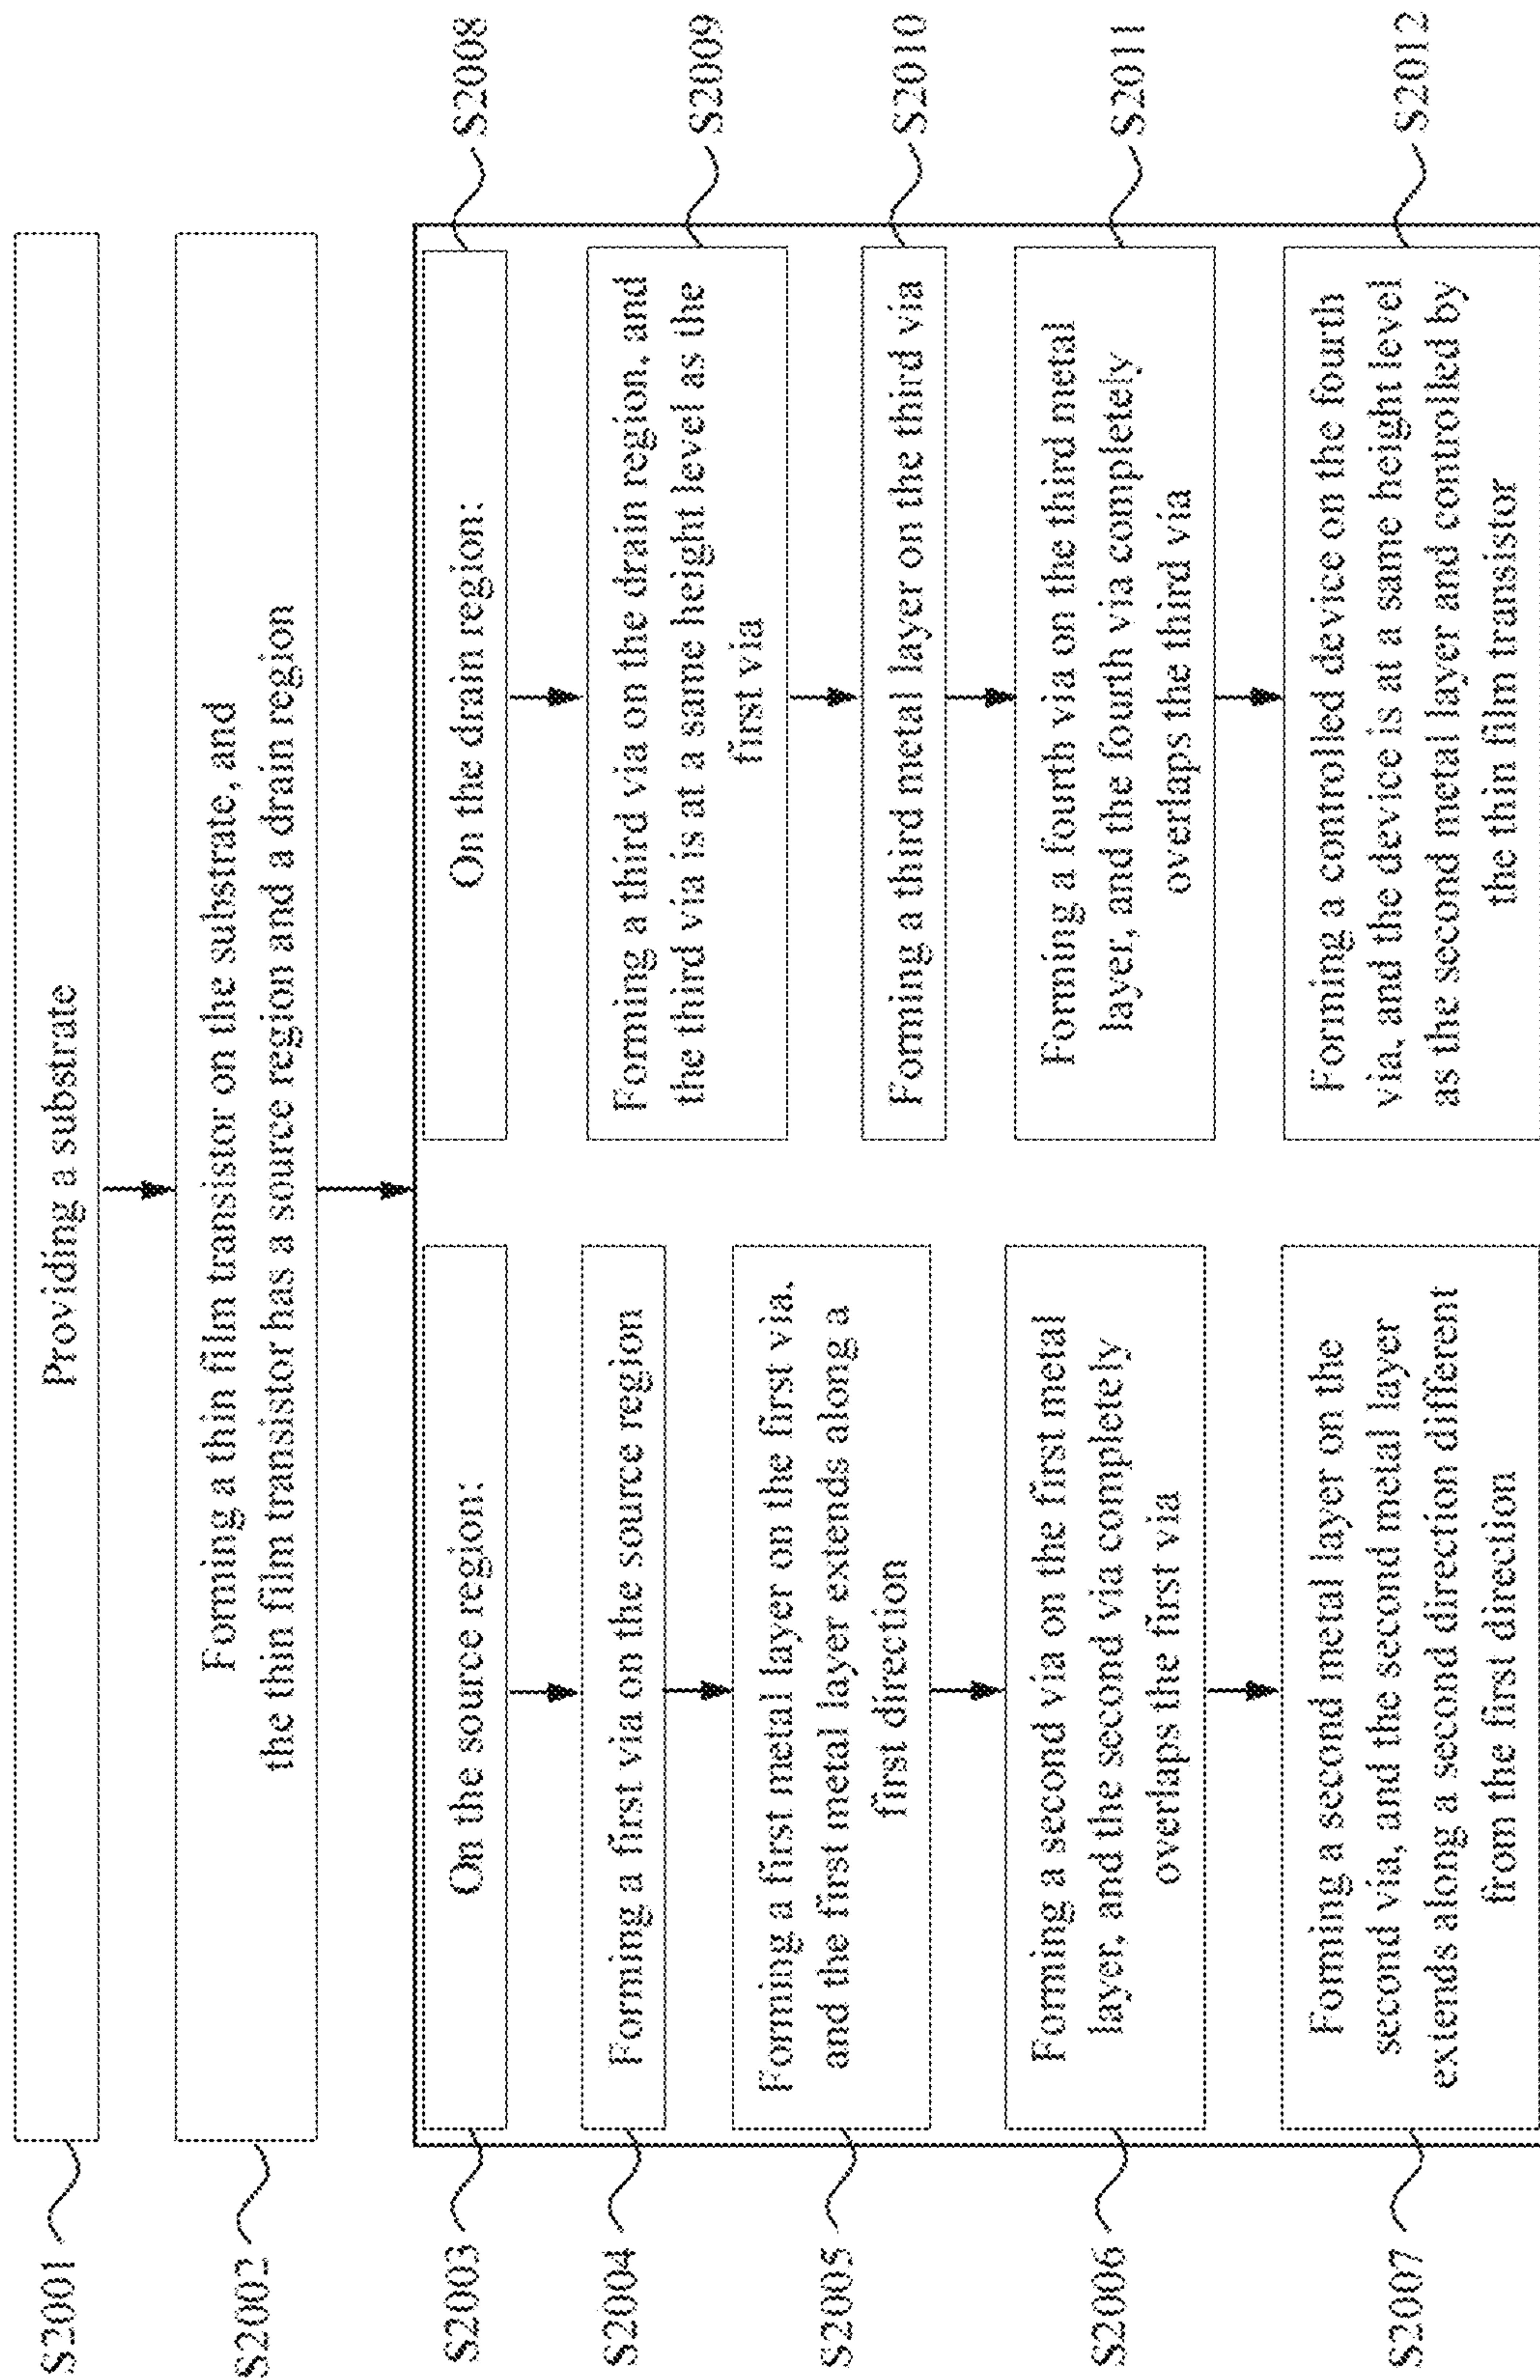 S2001
Providing a substrate
S2002
Forming a thin film transistor on the substrate, and
the thin film transistor has a source region and a drain region
S2003
On the source region:
S2004
Forming a first via on the source region
S2005
Forming a first metal layer on the first via,
and the first metal layer extends along a
first direction
S2006
Forming a second via on the first metal
layer, and the second via completely
overlaps the first via
S2007
Forming a second metal layer on the
second via, and the second metal layer
extends along a second direction different
from the first direction
On the drain region:
S2008
Forming a third via on the drain region, and
the third via is at a same height level as the
first via
S2009
Forming a third metal layer on the third via
S2010
Forming a fourth via on the third metal
layer, and the fourth via completely
overlaps the third via
S2011
Forming a controlled device on the fourth
via, and the device is at a same height level
as the second metal layer and controlled by
the thin film transistor
S2012